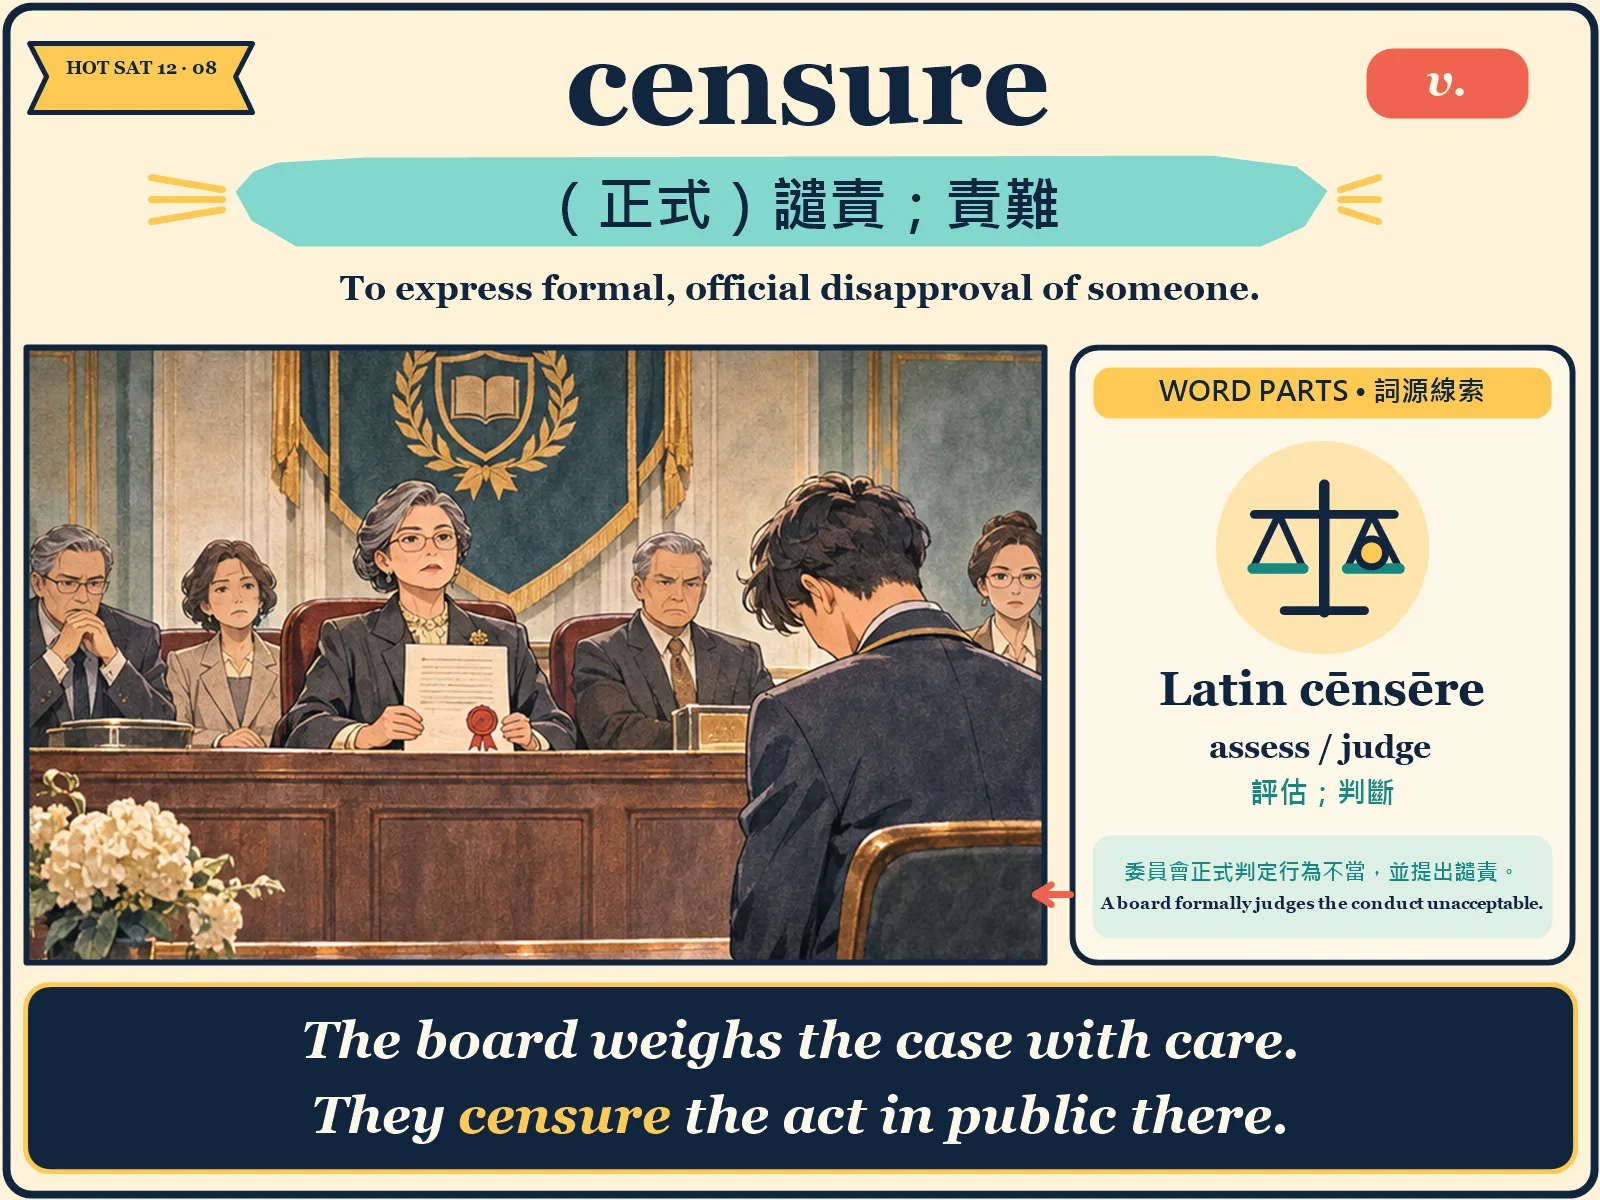 HOT SAT 12 · 08
censure
v.
（正式）譴責；責難
To express formal, official disapproval of someone.
WORD PARTS • 詞源線索
Latin cēnsēre
assess / judge
評估；判斷
委員會正式判定行為不當，並提出譴責。
A board formally judges the conduct unacceptable.
The board weighs the case with care.
They censure the act in public there.